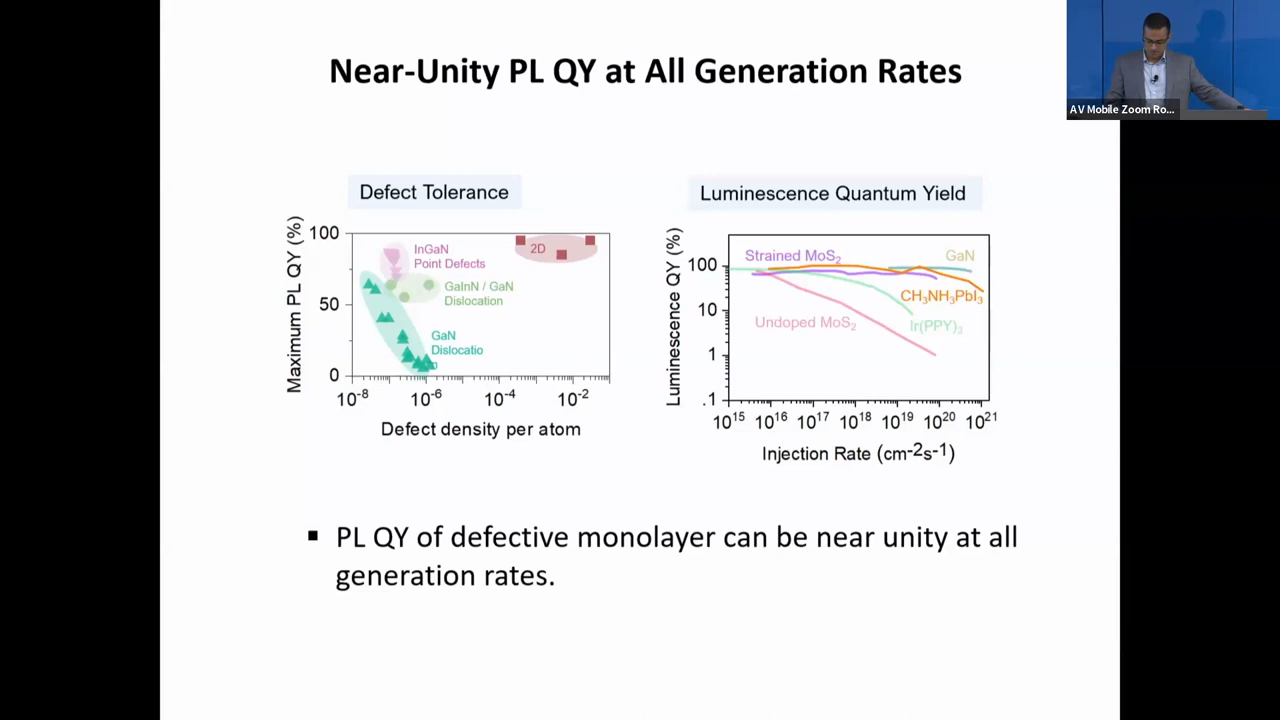 Near-Unity PL QY at All Generation Rates
AV Mobile Zoom Ro...
Defect Tolerance
Maximum PL QY (%)
100
50
0
InGaN
Point Defects
2D
GaInN / GaN
Dislocation
GaN
Dislocatio
n
10-8
10-6
10-4
10-2
Defect density per atom
Luminescence Quantum Yield
Luminescence QY (%)
100
10
1
.1
Strained MoS2
GaN
CH3NH3PbI3
Undoped MoS2
Ir(PPY)3
1015
1016
1017
1018
1019
1020
1021
Injection Rate (cm-2s-1)
▪ PL QY of defective monolayer can be near unity at all
generation rates.